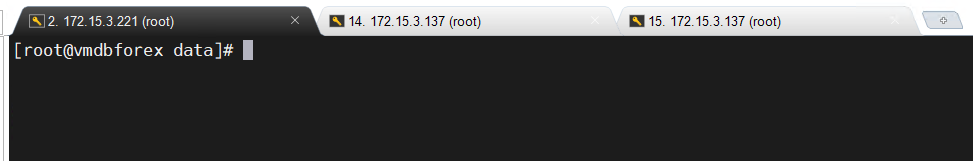 2. 172.15.3.221 (root)
14. 172.15.3.137 (root)
15. 172.15.3.137 (root)
[root@vmdbforex data]#